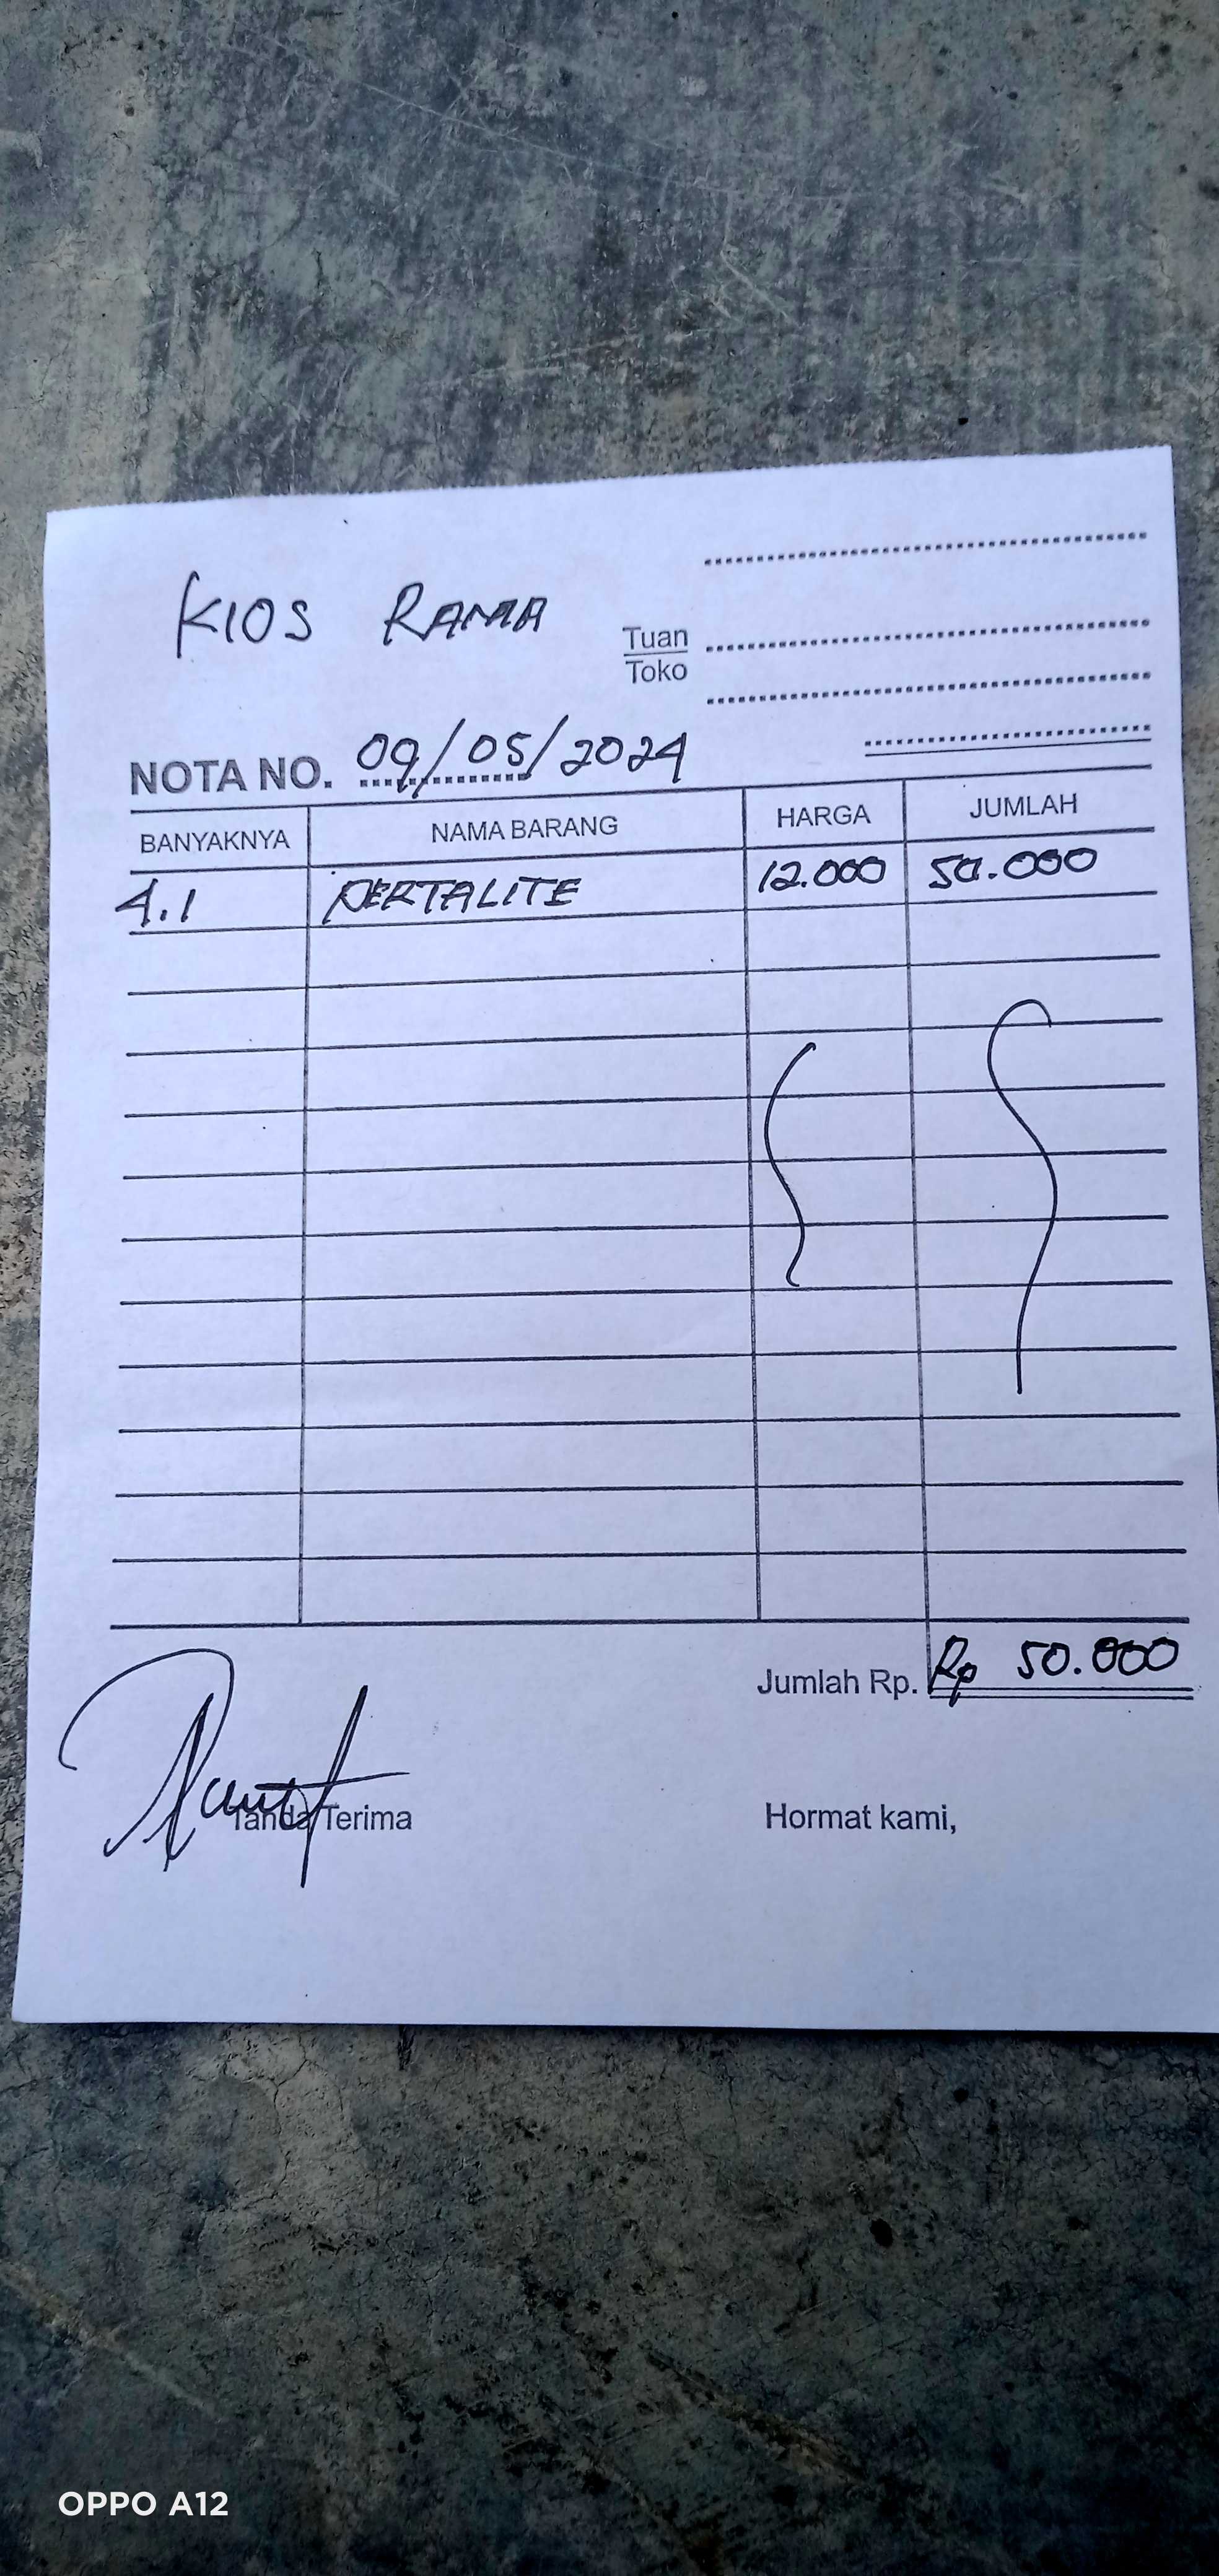 KIOS RAMA
Tuan
Toko
NOTA NO. 09/05/2024
BANYAKNYA NAMA BARANG HARGA JUMLAH
4.1 PERTALITE 12.000 50.000
Jumlah Rp. Rp 50.000
Tanda Terima Hormat kami,
OPPO A12